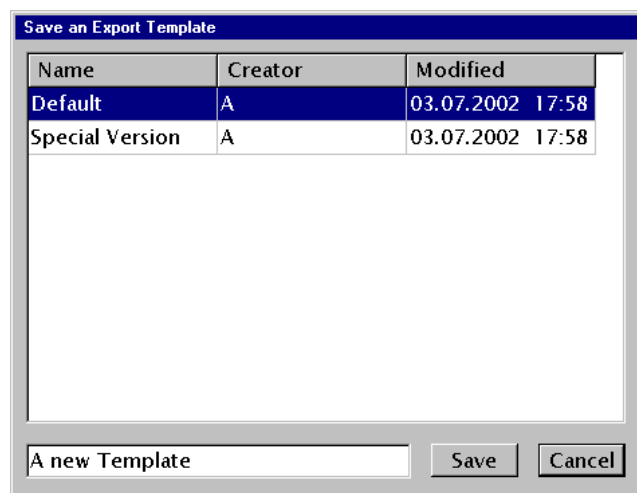 Save an Export Template
Name Creator Modified
Default A 03.07.2002 17:58
Special Version A 03.07.2002 17:58
A new Template Save Cancel